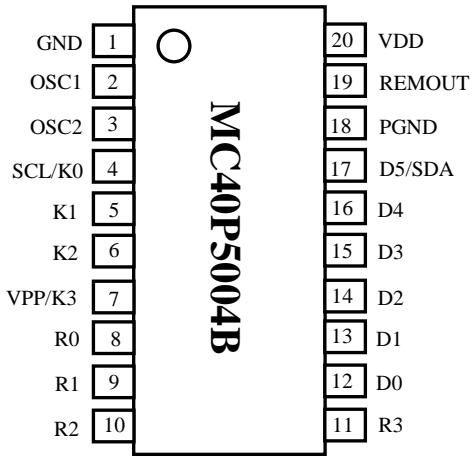 GND 1 20 VDD
OSC1 2 19 REMOUT
OSC2 3 18 PGND
SCL/K0 4 17 D5/SDA
K1 5 16 D4
K2 6 15 D3
VPP/K3 7 14 D2
R0 8 13 D1
R1 9 12 D0
R2 10 11 R3
MC40P5004B